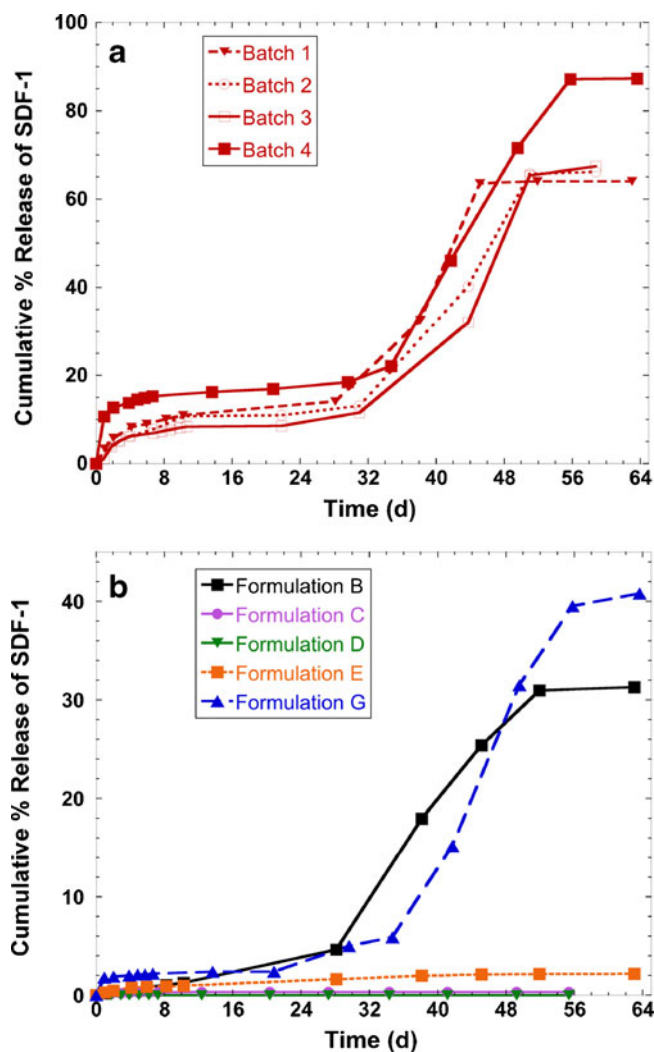 a
Cumulative % Release of SDF-1
100
80
60
40
20
0
Batch 1
Batch 2
Batch 3
Batch 4
0 8 16 24 32 40 48 56 64
Time (d)
b
Cumulative % Release of SDF-1
40
30
20
10
0
Formulation B
Formulation C
Formulation D
Formulation E
Formulation G
0 8 16 24 32 40 48 56 64
Time (d)